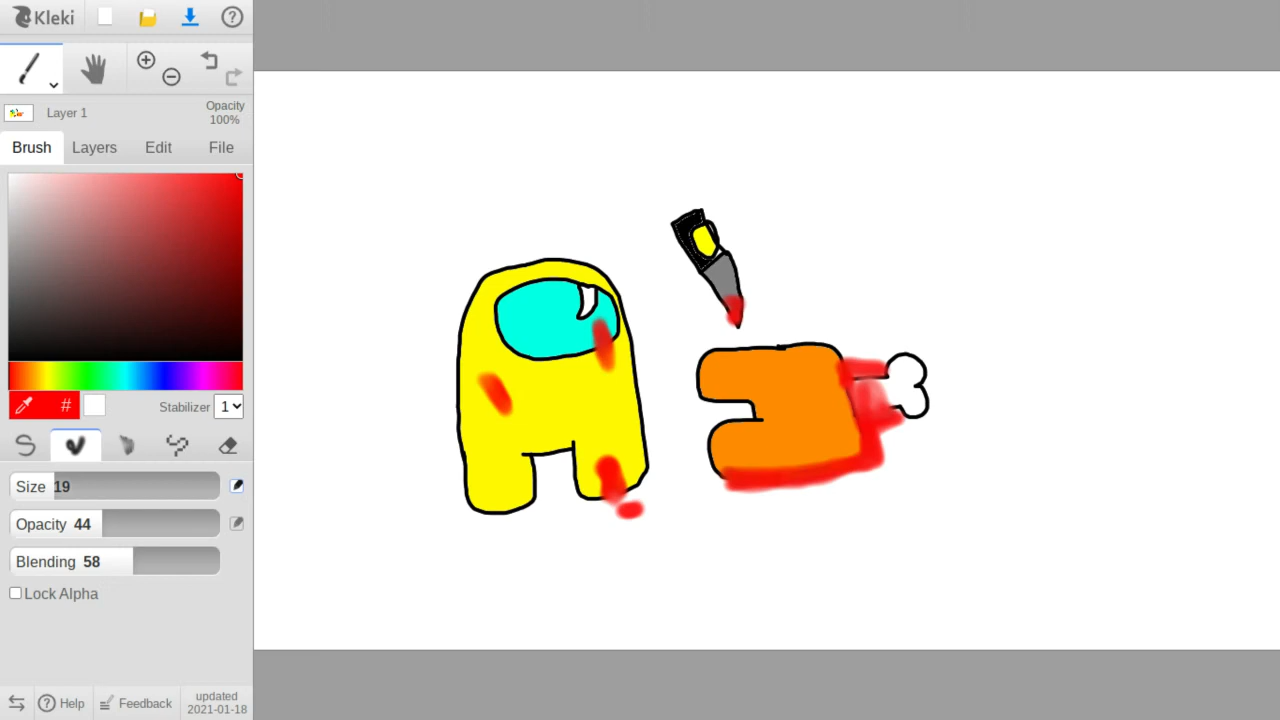 Kleki
Layer 1
Opacity
100%
Brush Layers Edit File
#
Stabilizer 1
Size 19
Opacity 44
Blending 58
Lock Alpha
Help Feedback updated
2021-01-18